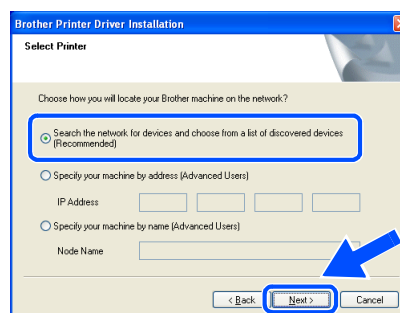 Brother Printer Driver Installation
Select Printer
Choose how you will locate your Brother machine on the network?
Search the network for devices and choose from a list of discovered devices
(Recommended)
Specify your machine by address (Advanced Users)
IP Address
Specify your machine by name (Advanced Users)
Node Name
< Back Next > Cancel